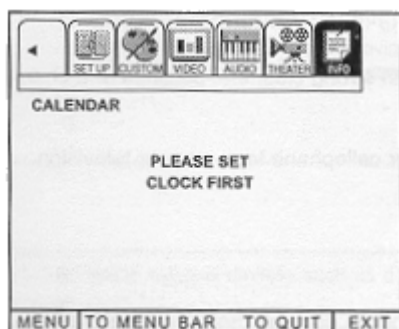 SET UP CUSTOM VIDEO AUDIO THEATER INFO
CALENDAR
PLEASE SET
CLOCK FIRST
MENU TO MENU BAR TO QUIT EXIT